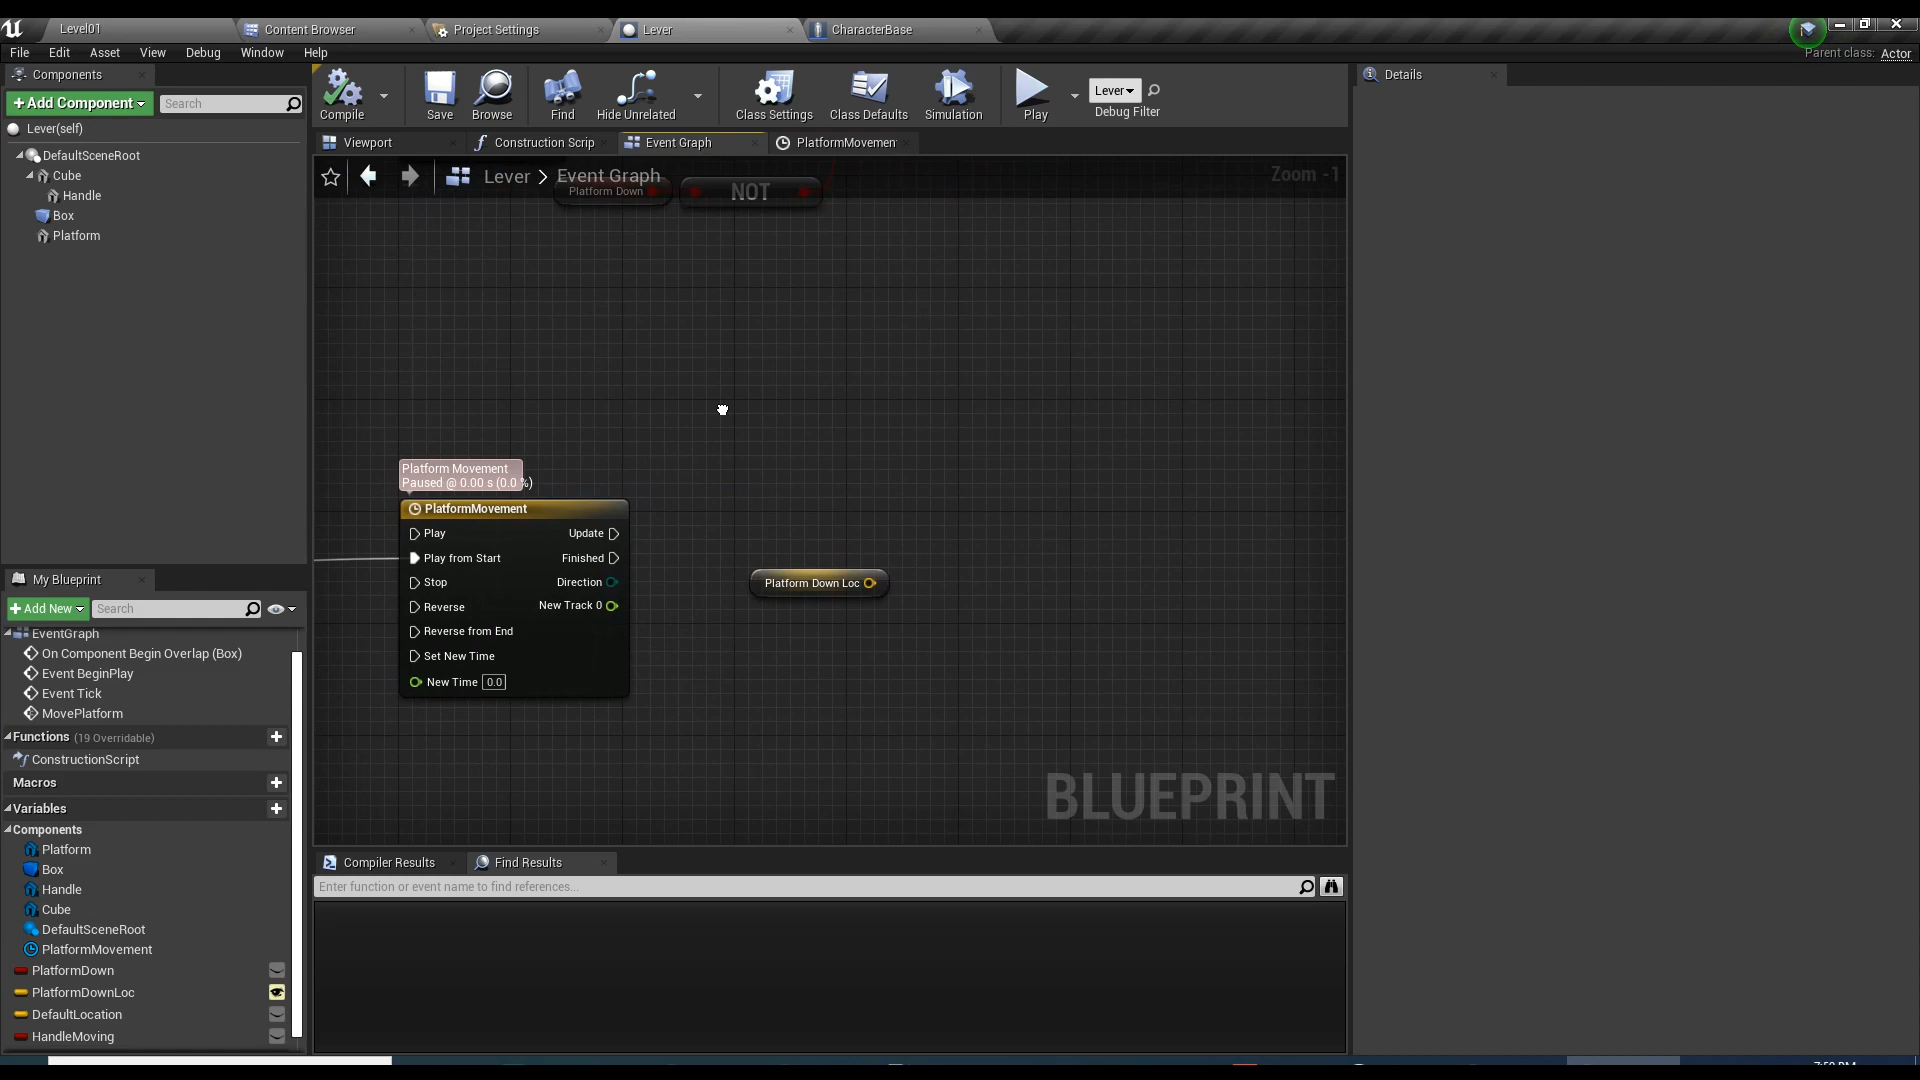 Level01
Content Browser
Project Settings
Lever
CharacterBase
File Edit Asset View Debug Window Help
Parent class: Actor
Components
+Add Component
Search
Lever(self)
DefaultSceneRoot
Cube
Handle
Box
Platform
Compile
Save
Browse
Find
Hide Unrelated
Class Settings
Class Defaults
Simulation
Play
Lever
Debug Filter
Details
Viewport
Construction Scrip
Event Graph
PlatformMovemen
Lever > Event Graph
Zoom -1
Platform Down
NOT
Platform Movement
Paused @ 0.00 s (0.0 %)
PlatformMovement
Play
Update
Play from Start
Finished
Stop
Direction
Reverse
New Track 0
Reverse from End
Set New Time
New Time 0.0
Platform Down Loc
BLUEPRINT
My Blueprint
+Add New
Search
EventGraph
On Component Begin Overlap (Box)
Event BeginPlay
Event Tick
MovePlatform
Functions (19 Overridable)
ConstructionScript
Macros
Variables
Components
Platform
Box
Handle
Cube
DefaultSceneRoot
PlatformMovement
PlatformDown
PlatformDownLoc
DefaultLocation
HandleMoving
Compiler Results
Find Results
Enter function or event name to find references...